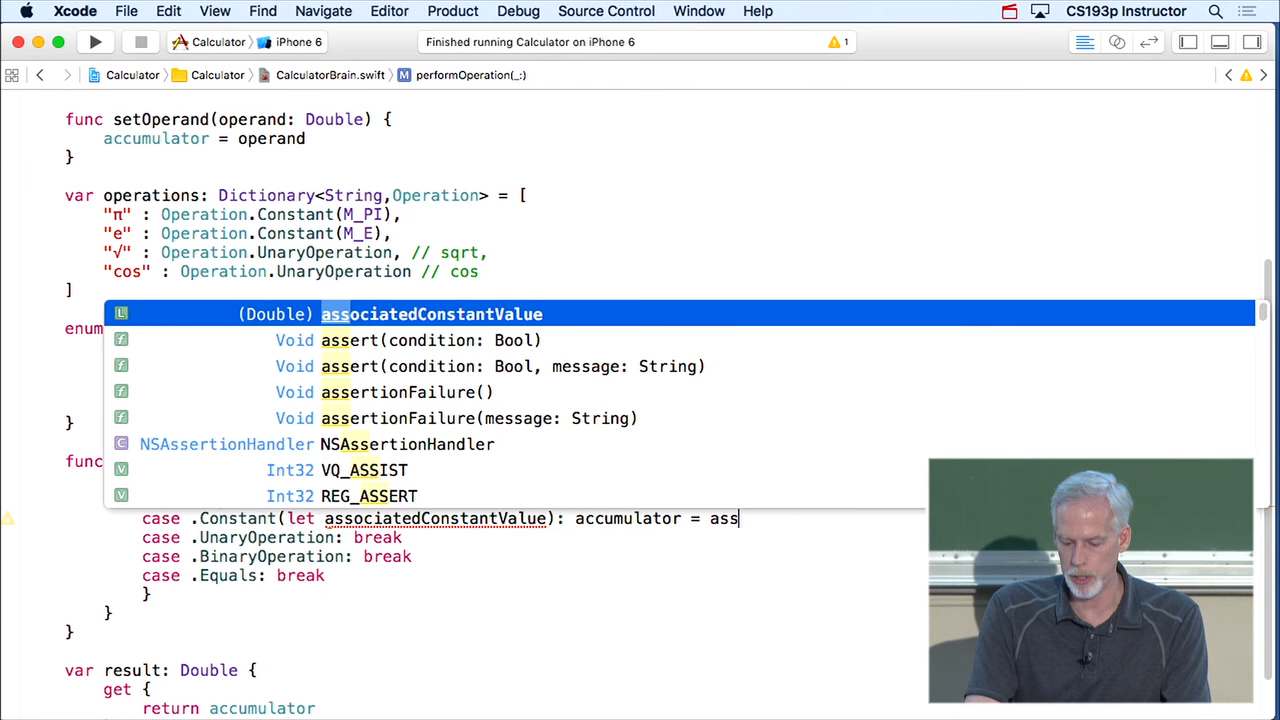 Xcode File Edit View Find Navigate Editor Product Debug Source Control Window Help CS193p Instructor
Calculator iPhone 6 Finished running Calculator on iPhone 6 1
Calculator Calculator CalculatorBrain.swift M performOperation(_:)
func setOperand(operand: Double) {
accumulator = operand
}
var operations: Dictionary<String,Operation> = [
"π" : Operation.Constant(M_PI),
"e" : Operation.Constant(M_E),
"√" : Operation.UnaryOperation, // sqrt,
"cos" : Operation.UnaryOperation // cos
]
L (Double) associatedConstantValue
enum
f Void assert(condition: Bool)
f Void assert(condition: Bool, message: String)
f Void assertionFailure()
f Void assertionFailure(message: String)
}
C NSAssertionHandler NSAssertionHandler
func
V Int32 VQ_ASSIST
V Int32 REG_ASSERT
case .Constant(let associatedConstantValue): accumulator = ass
case .UnaryOperation: break
case .BinaryOperation: break
case .Equals: break
}
}
}
var result: Double {
get {
return accumulator